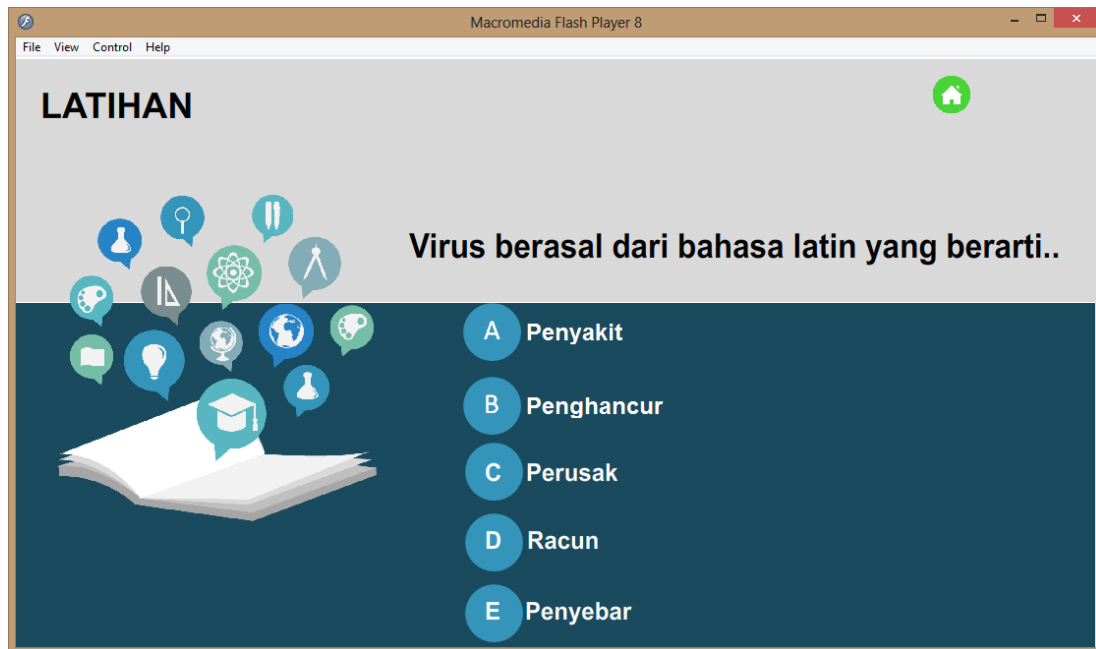 Macromedia Flash Player 8
File View Control Help
LATIHAN
Virus berasal dari bahasa latin yang berarti..
A Penyakit
B Penghancur
C Perusak
D Racun
E Penyebar